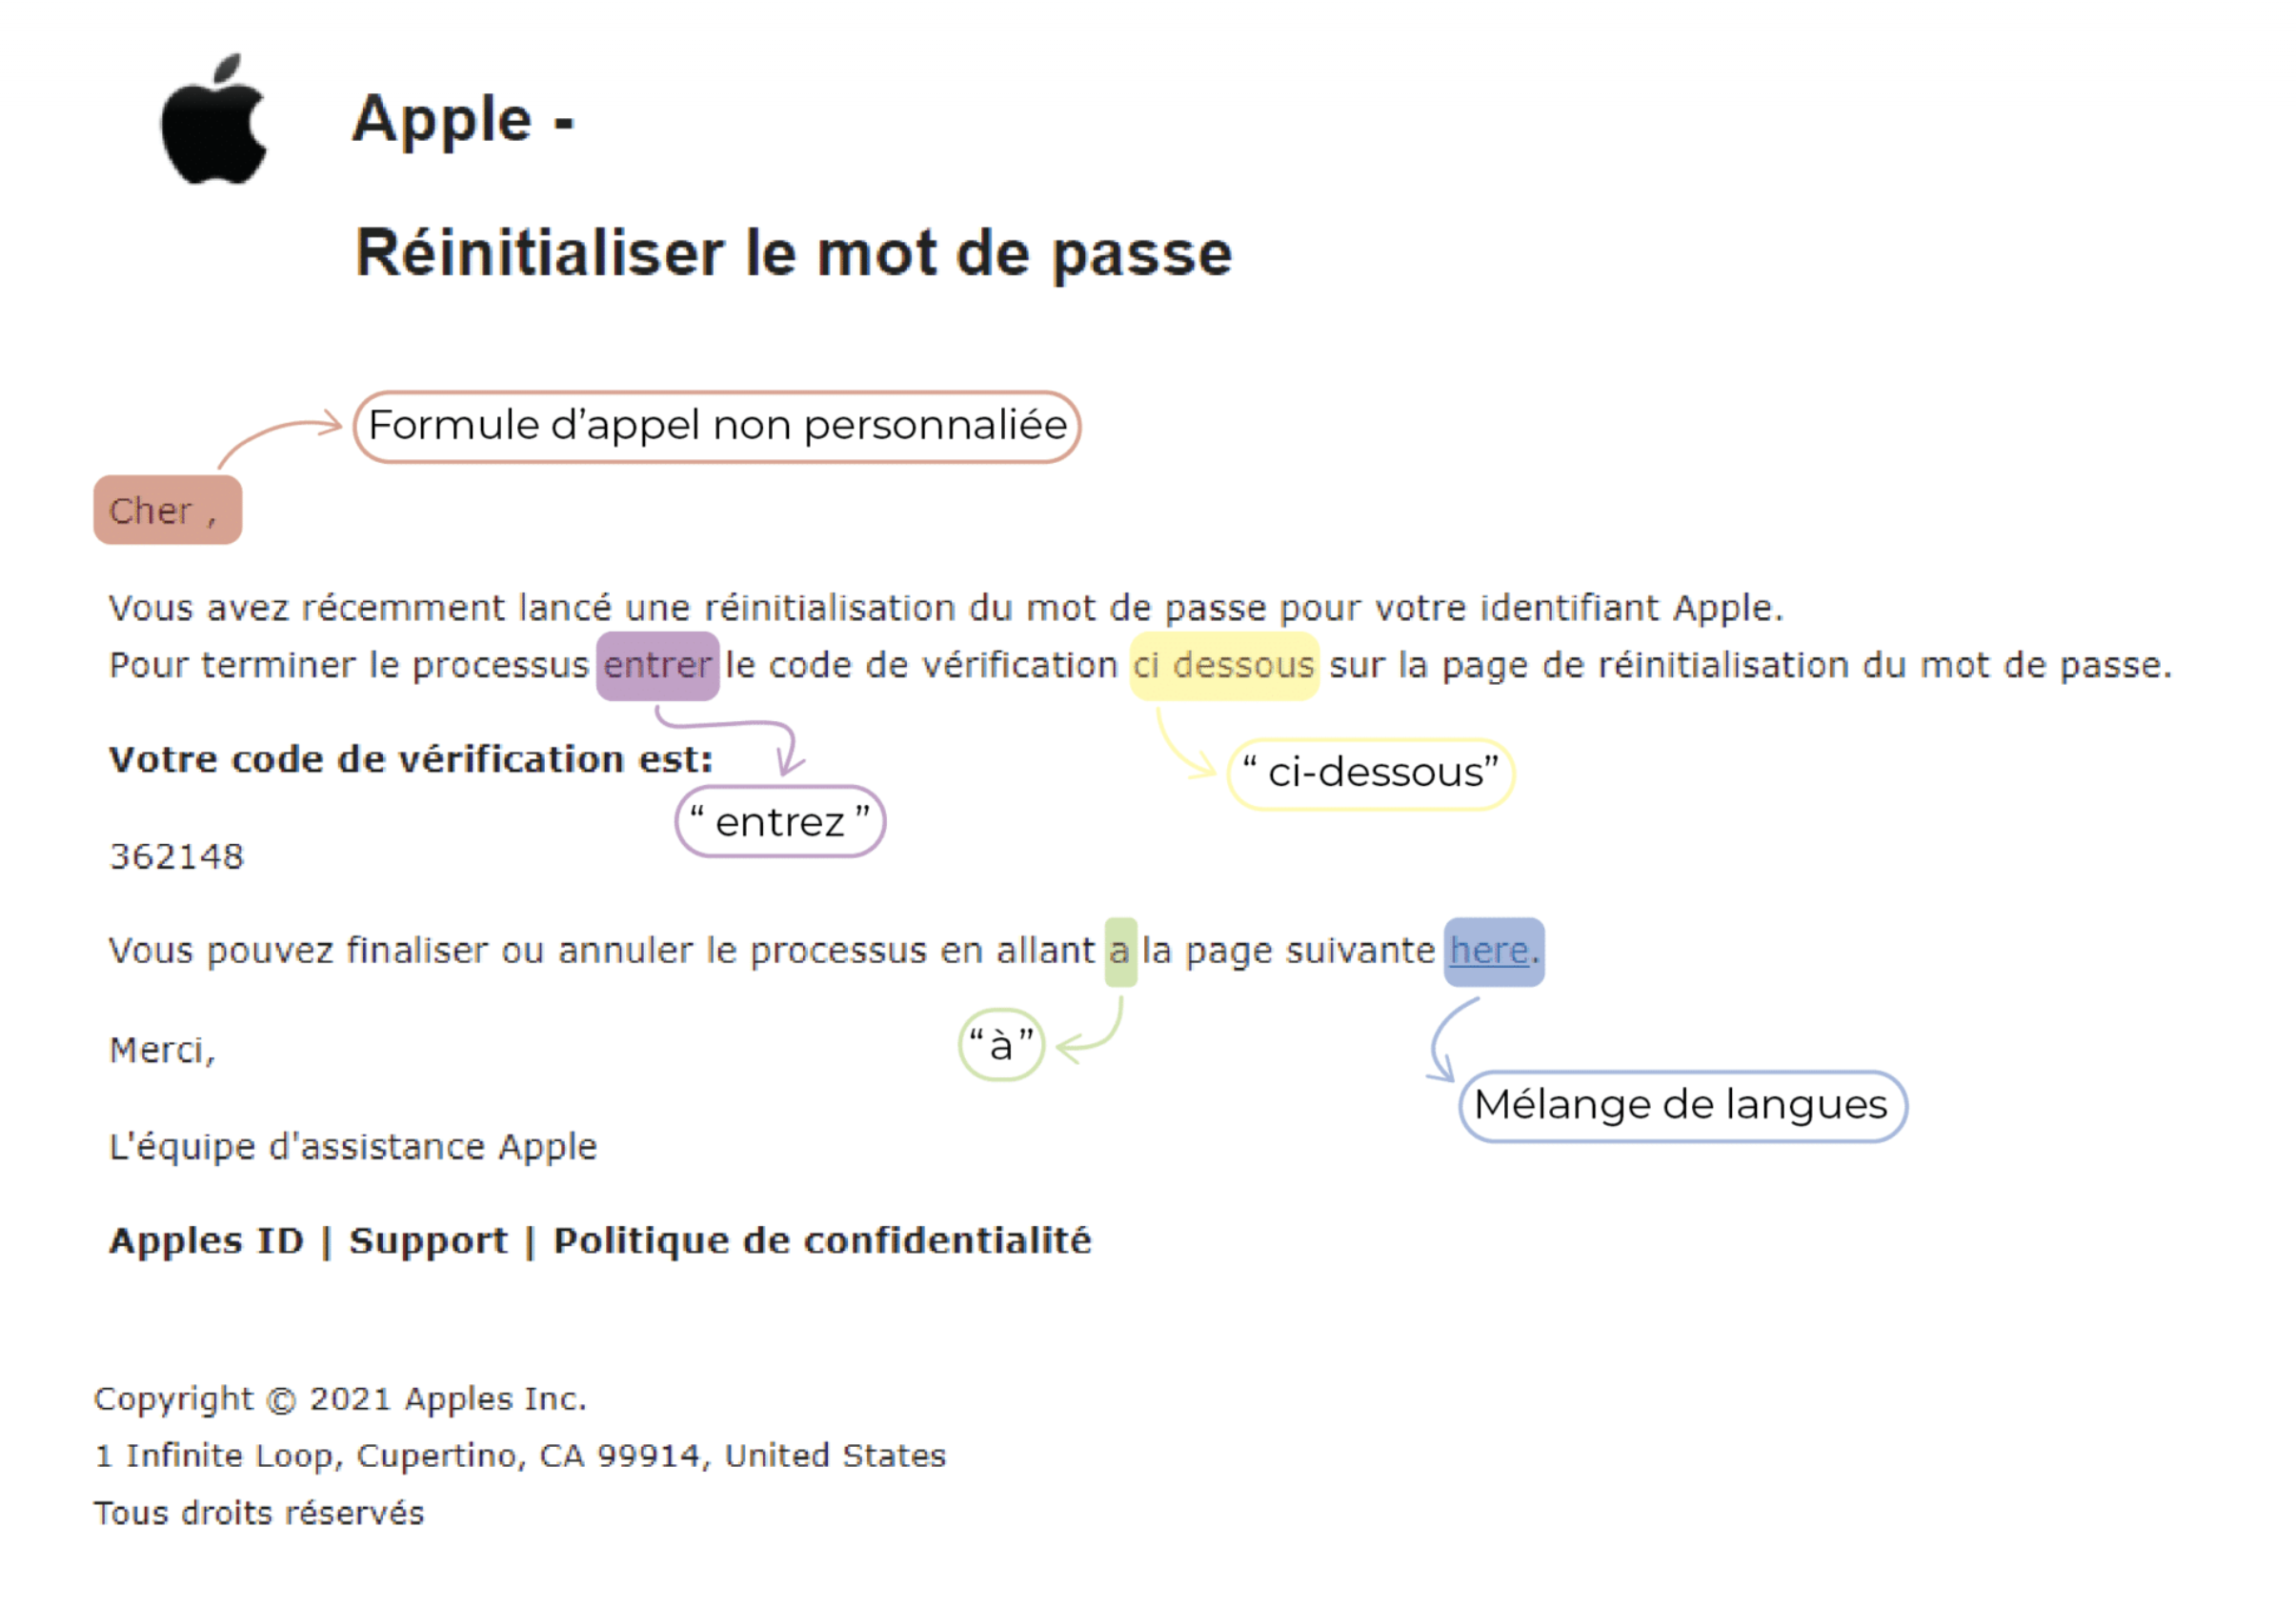 Apple -
Réinitialiser le mot de passe
Formule d’appel non personnaliée
Cher ,
Vous avez récemment lancé une réinitialisation du mot de passe pour votre identifiant Apple.
Pour terminer le processus entrer le code de vérification ci dessous sur la page de réinitialisation du mot de passe.
Votre code de vérification est:
“ ci-dessous”
“ entrez ”
362148
Vous pouvez finaliser ou annuler le processus en allant a la page suivante here.
Merci,
“à”
Mélange de langues
L'équipe d'assistance Apple
Apples ID | Support | Politique de confidentialité
Copyright © 2021 Apples Inc.
1 Infinite Loop, Cupertino, CA 99914, United States
Tous droits réservés